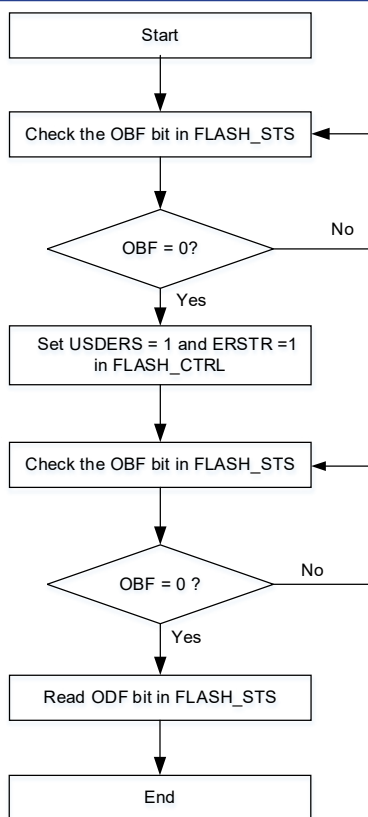 Start
Check the OBF bit in FLASH_STS
OBF = 0?
No
Yes
Set USDERS = 1 and ERSTR =1
in FLASH_CTRL
Check the OBF bit in FLASH_STS
OBF = 0 ?
No
Yes
Read ODF bit in FLASH_STS
End